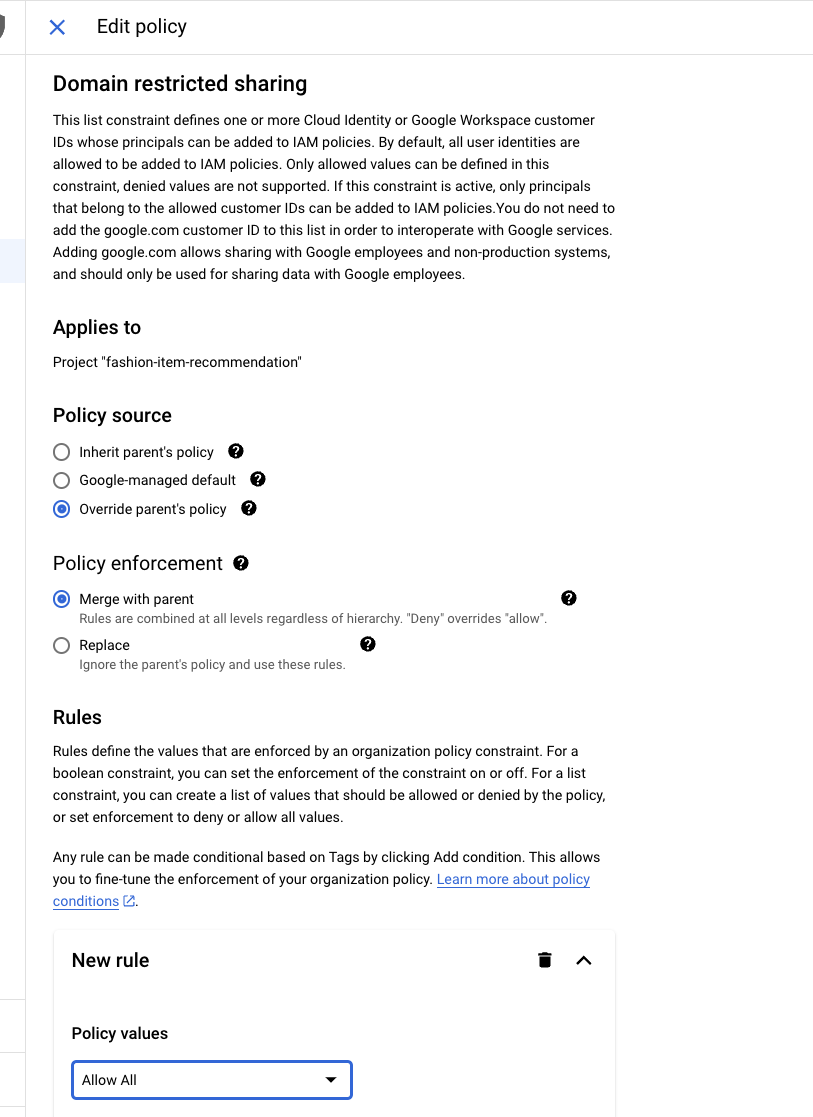 Edit policy
Domain restricted sharing
This list constraint defines one or more Cloud Identity or Google Workspace customer
IDs whose principals can be added to IAM policies. By default, all user identities are
allowed to be added to IAM policies. Only allowed values can be defined in this
constraint, denied values are not supported. If this constraint is active, only principals
that belong to the allowed customer IDs can be added to IAM policies.You do not need to
add the google.com customer ID to this list in order to interoperate with Google services.
Adding google.com allows sharing with Google employees and non-production systems,
and should only be used for sharing data with Google employees.
Applies to
Project "fashion-item-recommendation"
Policy source
Inherit parent's policy
Google-managed default
Override parent's policy
Policy enforcement
Merge with parent
Rules are combined at all levels regardless of hierarchy. "Deny" overrides "allow".
Replace
Ignore the parent's policy and use these rules.
Rules
Rules define the values that are enforced by an organization policy constraint. For a
boolean constraint, you can set the enforcement of the constraint on or off. For a list
constraint, you can create a list of values that should be allowed or denied by the policy,
or set enforcement to deny or allow all values.
Any rule can be made conditional based on Tags by clicking Add condition. This allows
you to fine-tune the enforcement of your organization policy. Learn more about policy
conditions.
New rule
Policy values
Allow All